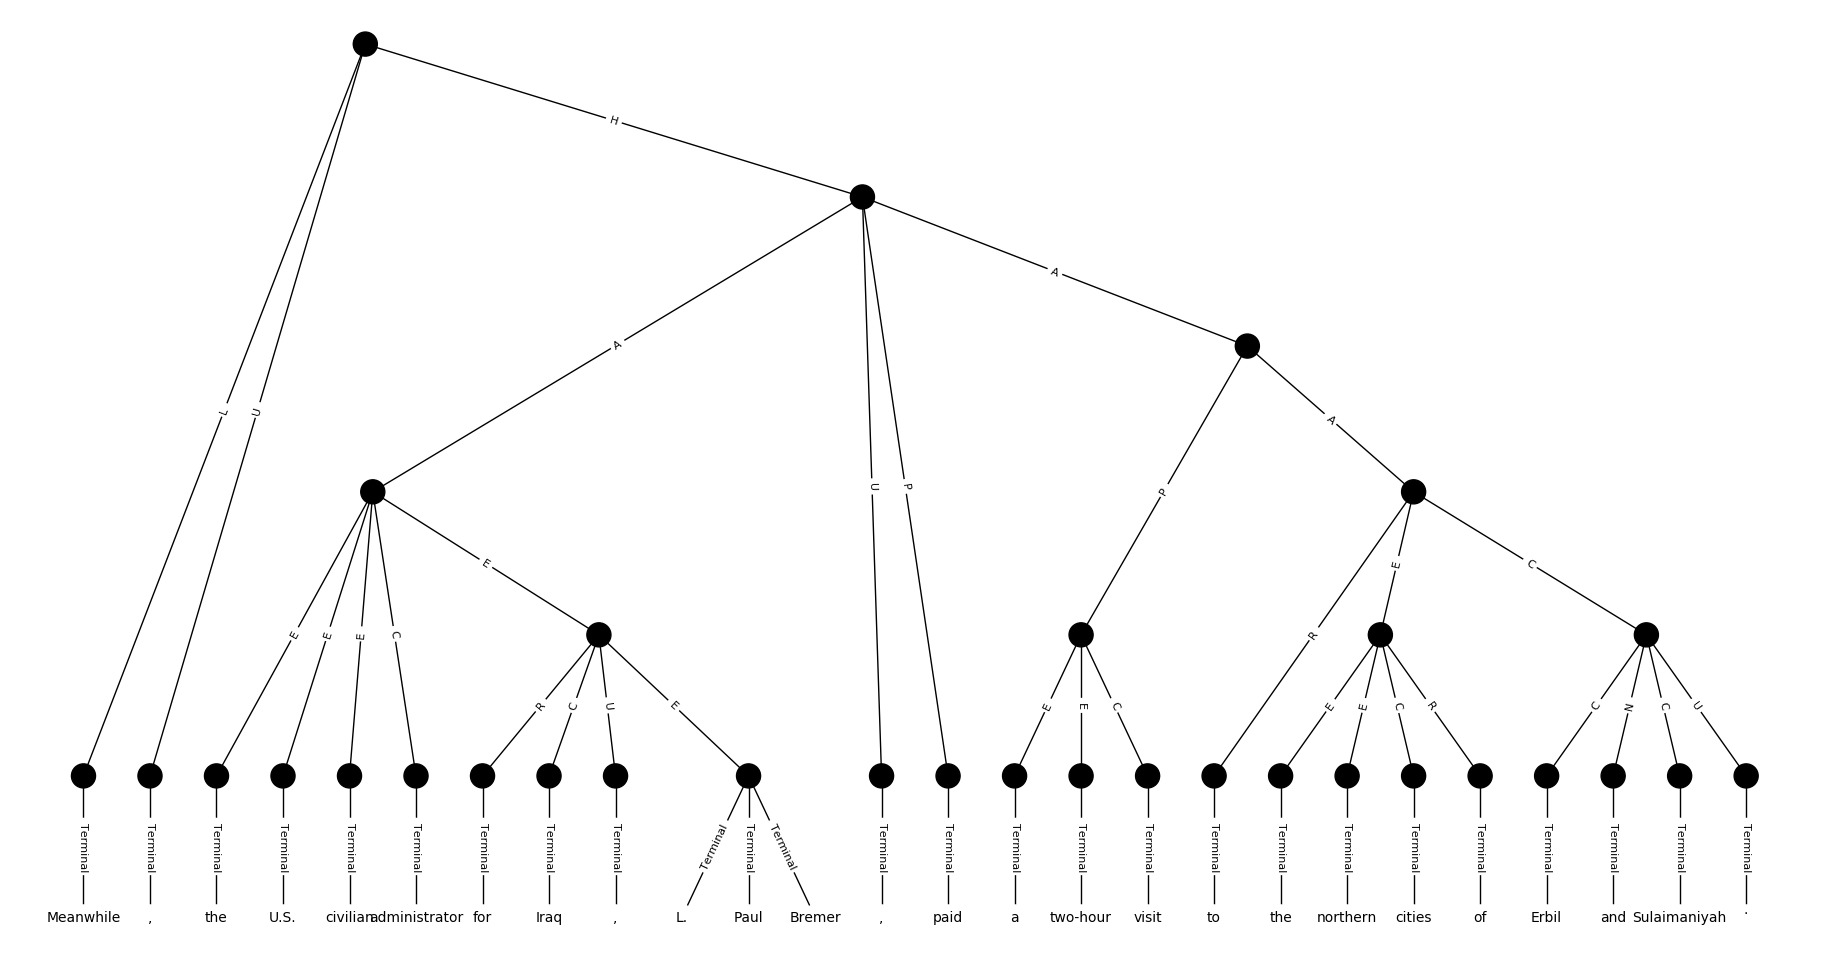 H
A
A
L U
A
U P
P
E
R E C
E E E C
R C U E
E E C
E E C R
C N C U
Terminal Terminal Terminal Terminal Terminal Terminal Terminal Terminal Terminal Terminal Terminal Terminal Terminal Terminal Terminal Terminal Terminal Terminal Terminal Terminal Terminal Terminal Terminal Terminal Terminal Terminal
Meanwhile , the U.S. civilian administrator for Iraq , L. Paul Bremer , paid a two-hour visit to the northern cities of Erbil and Sulaimaniyah .